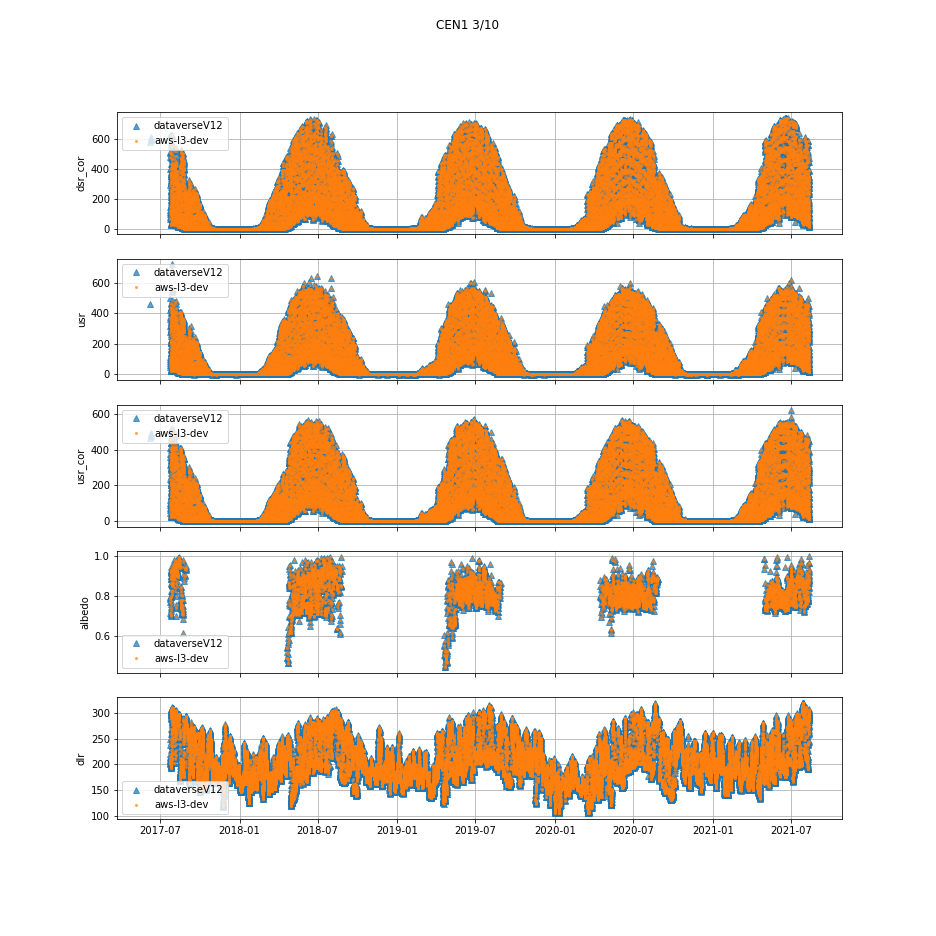 CEN1 3/10
dsr_cor
600
400
200
0
dataverseV12
aws-l3-dev
usr
600
400
200
0
dataverseV12
aws-l3-dev
usr_cor
600
400
200
0
dataverseV12
aws-l3-dev
albedo
1.0
0.8
0.6
dataverseV12
aws-l3-dev
dlr
300
250
200
150
100
dataverseV12
aws-l3-dev
2017-07 2018-01 2018-07 2019-01 2019-07 2020-01 2020-07 2021-01 2021-07